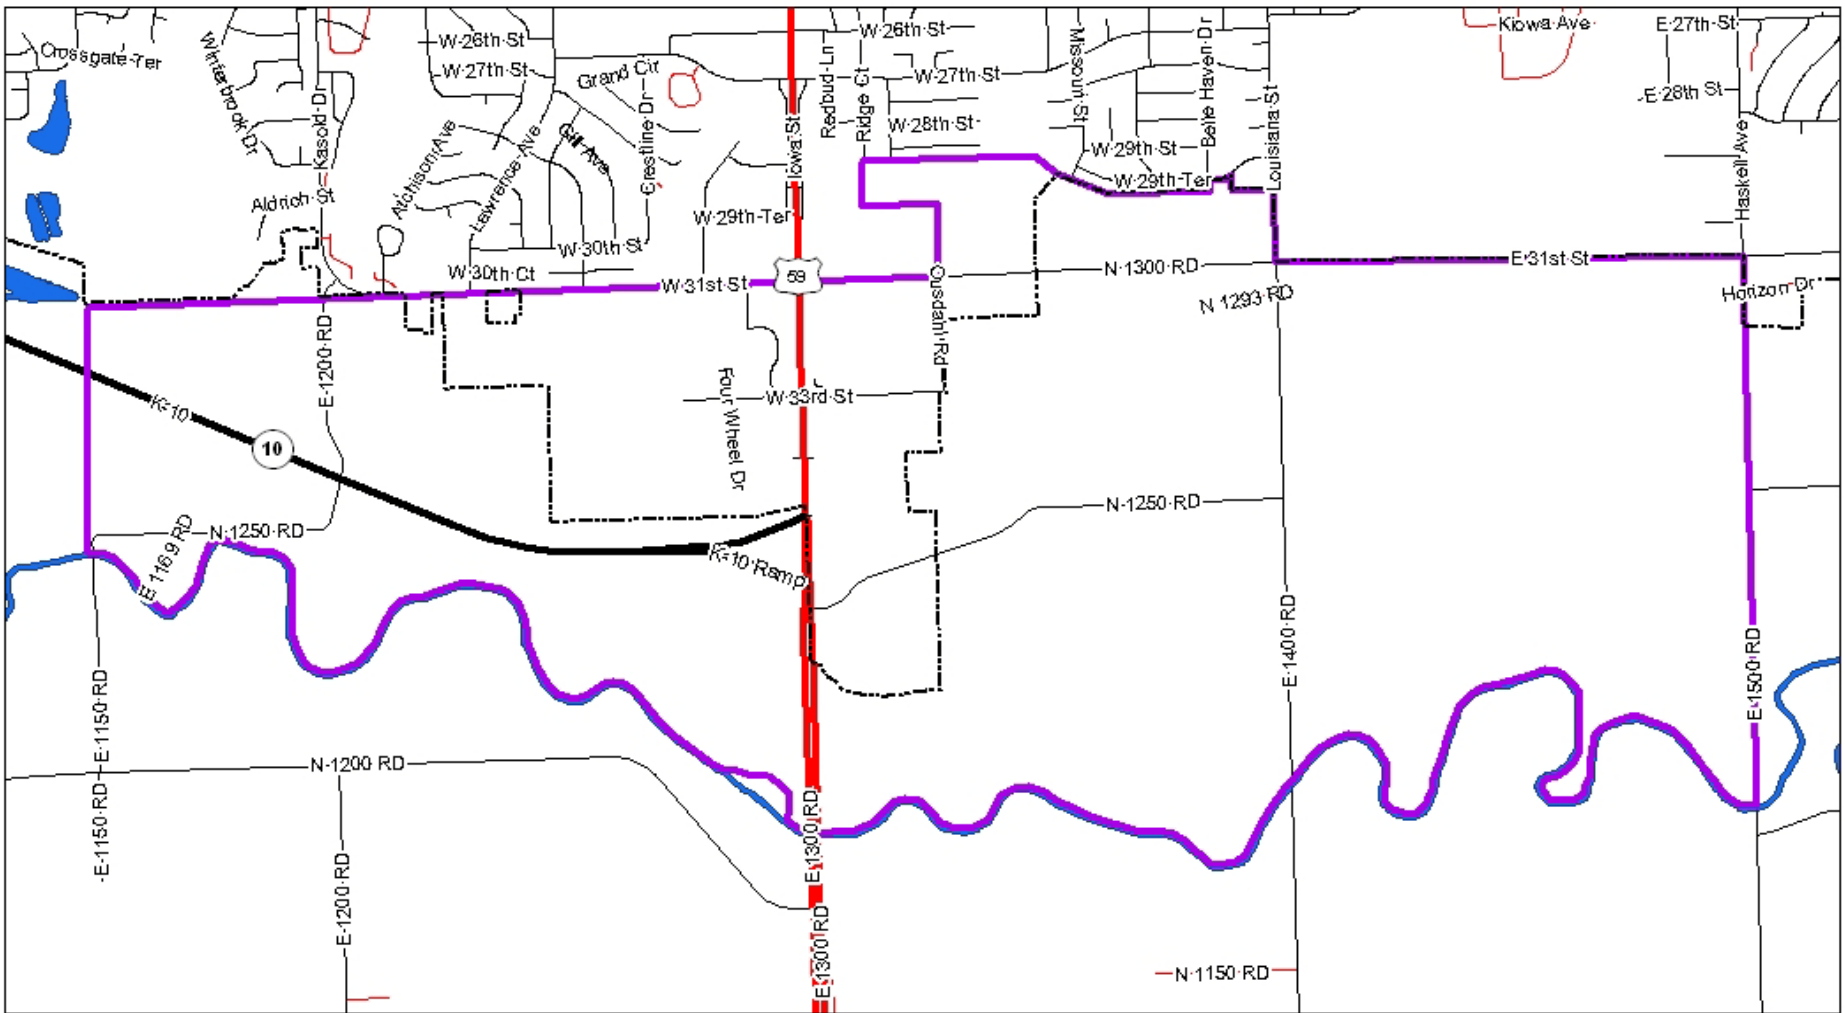 Crossgate Ter
Winterbrook Dr
Kasold Dr
W 26th St
W 27th St
Grand Cir
Crestline Dr
Gill Ave
Lawrence Ave
Atchison Ave
Aldrich St
W 30th St
W 30th Ct
W 29th Ter
W 31st St
59
Iowa St
Redbud Ln
Ridge Ct
W 26th St
W 27th St
W 28th St
Missouri St
Belle Haven Dr
W 29th St
W 29th Ter
Louisiana St
Kiowa Ave
E 27th St
E 28th St
Haskell Ave
E 31st St
Horizon Dr
N 1300 RD
N 1293 RD
Ousdahl Rd
W 33rd St
Four Wheel Dr
E 1200 RD
K-10
10
N 1250 RD
E 1169 RD
K-10 Ramp
N 1250 RD
E 1400 RD
E 150 RD
E 1150 RD
E 1150 RD
N 1200 RD
E 1200 RD
E 1300 RD
E 1300 RD
N 1150 RD